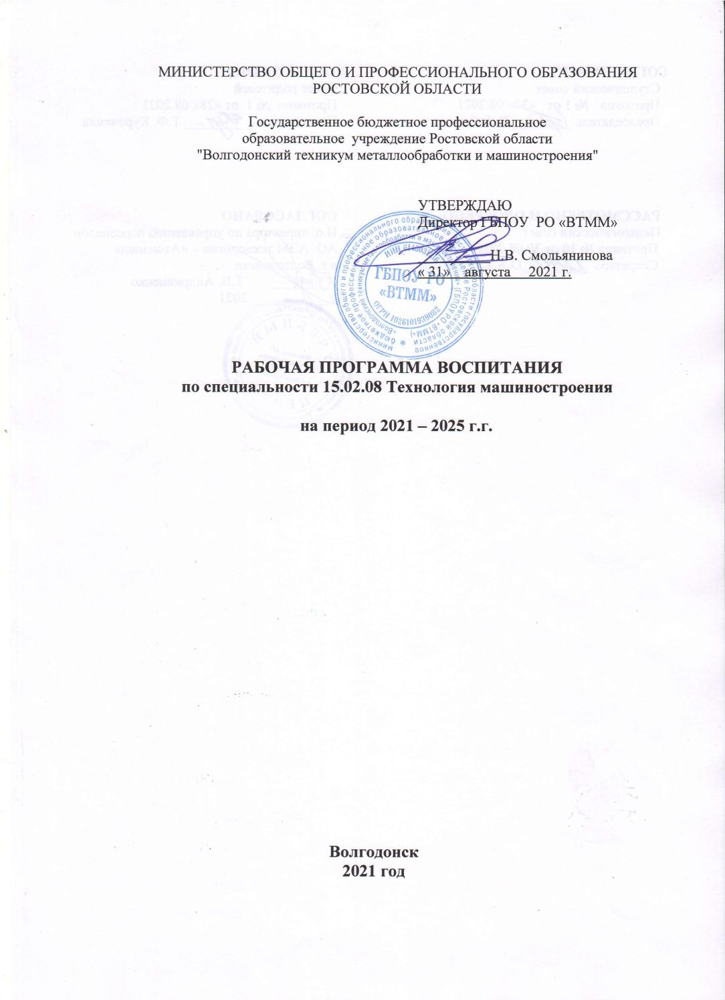 МИНИСТЕРСТВО ОБЩЕГО И ПРОФЕССИОНАЛЬНОГО ОБРАЗОВАНИЯ
РОСТОВСКОЙ ОБЛАСТИ
Государственное бюджетное профессиональное
образовательное учреждение Ростовской области
"Волгодонский техникум металлообработки и машиностроения"
УТВЕРЖДАЮ
Директор ГБПОУ РО «ВТММ»
Н.В. Смольянинова
« 31» августа 2021 г.
ГБПОУ РО
«ВТММ»
ОГРН 1026101939082
РАБОЧАЯ ПРОГРАММА ВОСПИТАНИЯ
по специальности 15.02.08 Технология машиностроения
на период 2021 – 2025 г.г.
Волгодонск
2021 год